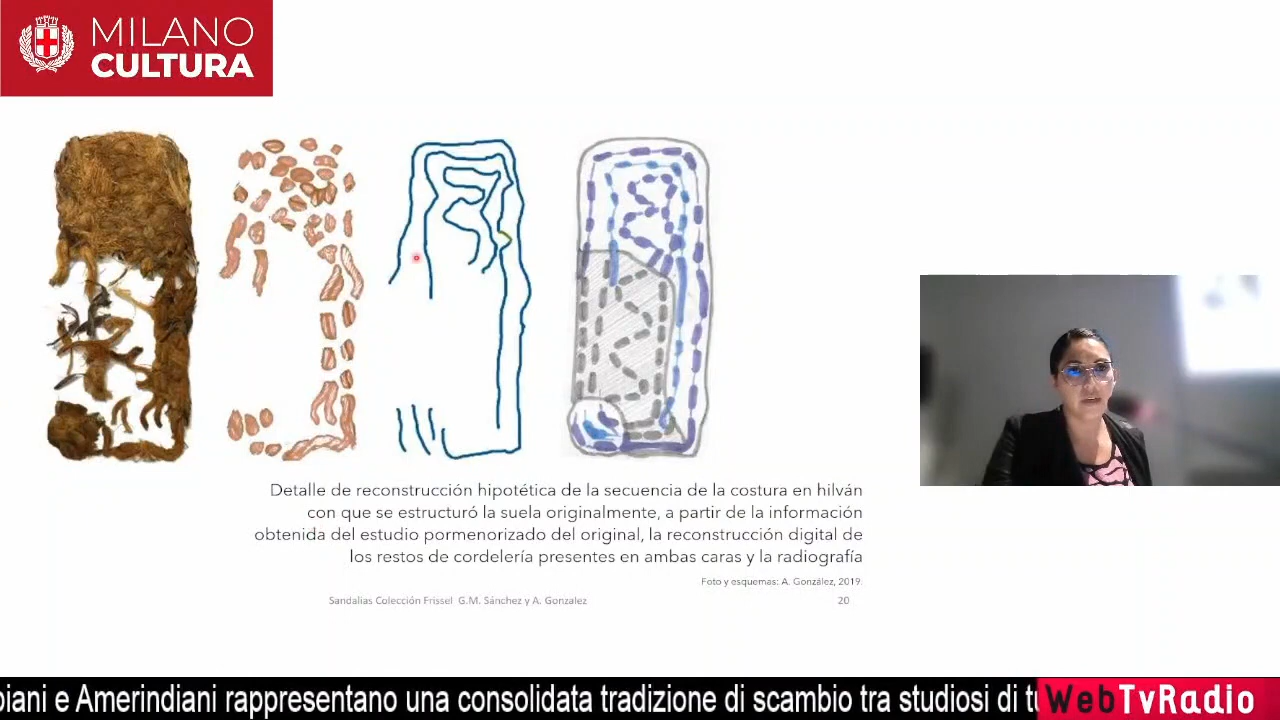 MILANO
CULTURA
Detalle de reconstrucción hipotética de la secuencia de la costura en hilván
con que se estructuró la suela originalmente, a partir de la información
obtenida del estudio pormenorizado del original, la reconstrucción digital de
los restos de cordelería presentes en ambas caras y la radiografía
Foto y esquemas: A. González, 2019.
Sandalias Colección Frissel G.M. Sánchez y A. Gonzalez
20
piani e Amerindiani rappresentano una consolidata tradizione di scambio tra studiosi di tu
WebTvRadio